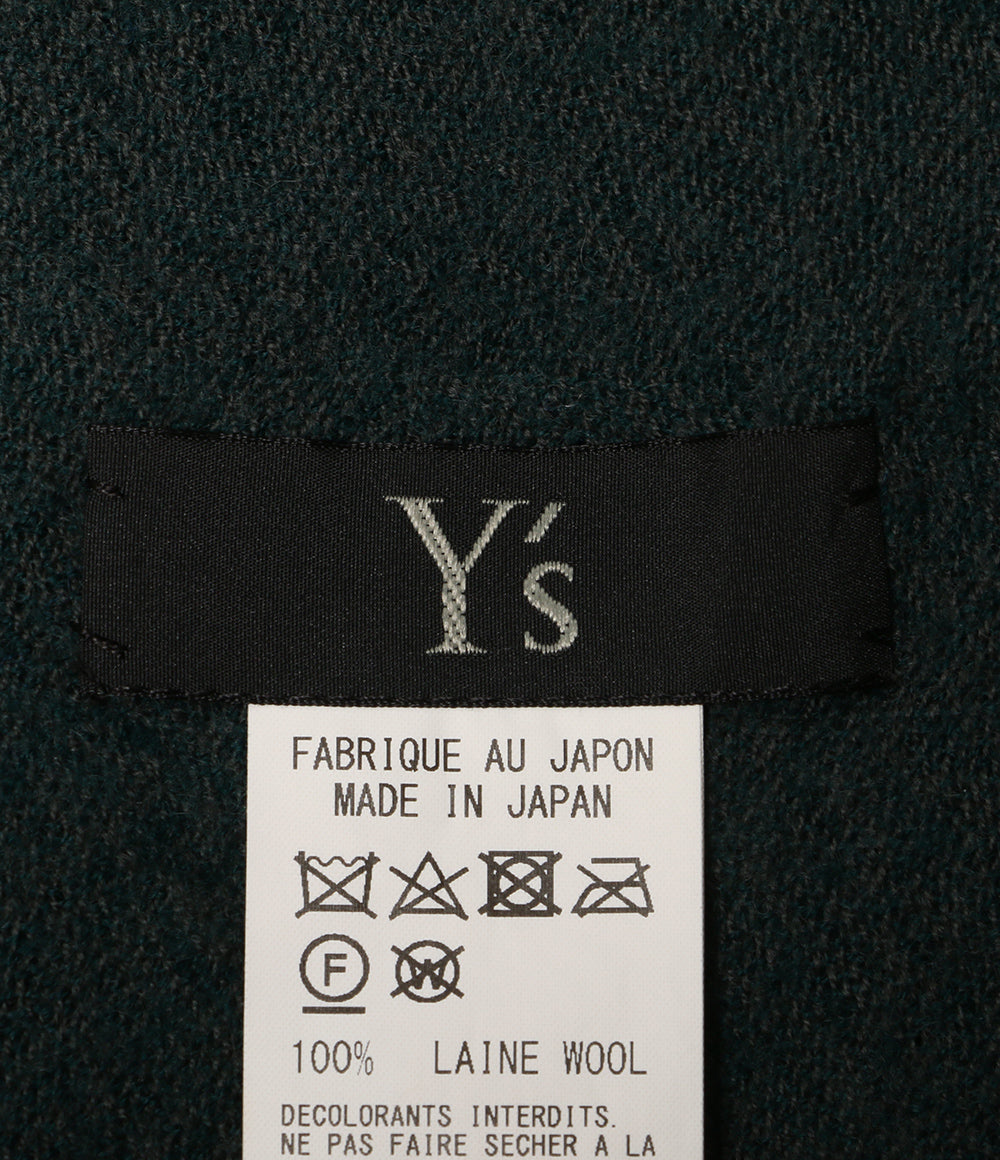 Y's
FABRIQUE AU JAPON
MADE IN JAPAN
F W
100% LAINE WOOL
DECOLORANTS INTERDITS.
NE PAS FAIRE SECHER A LA